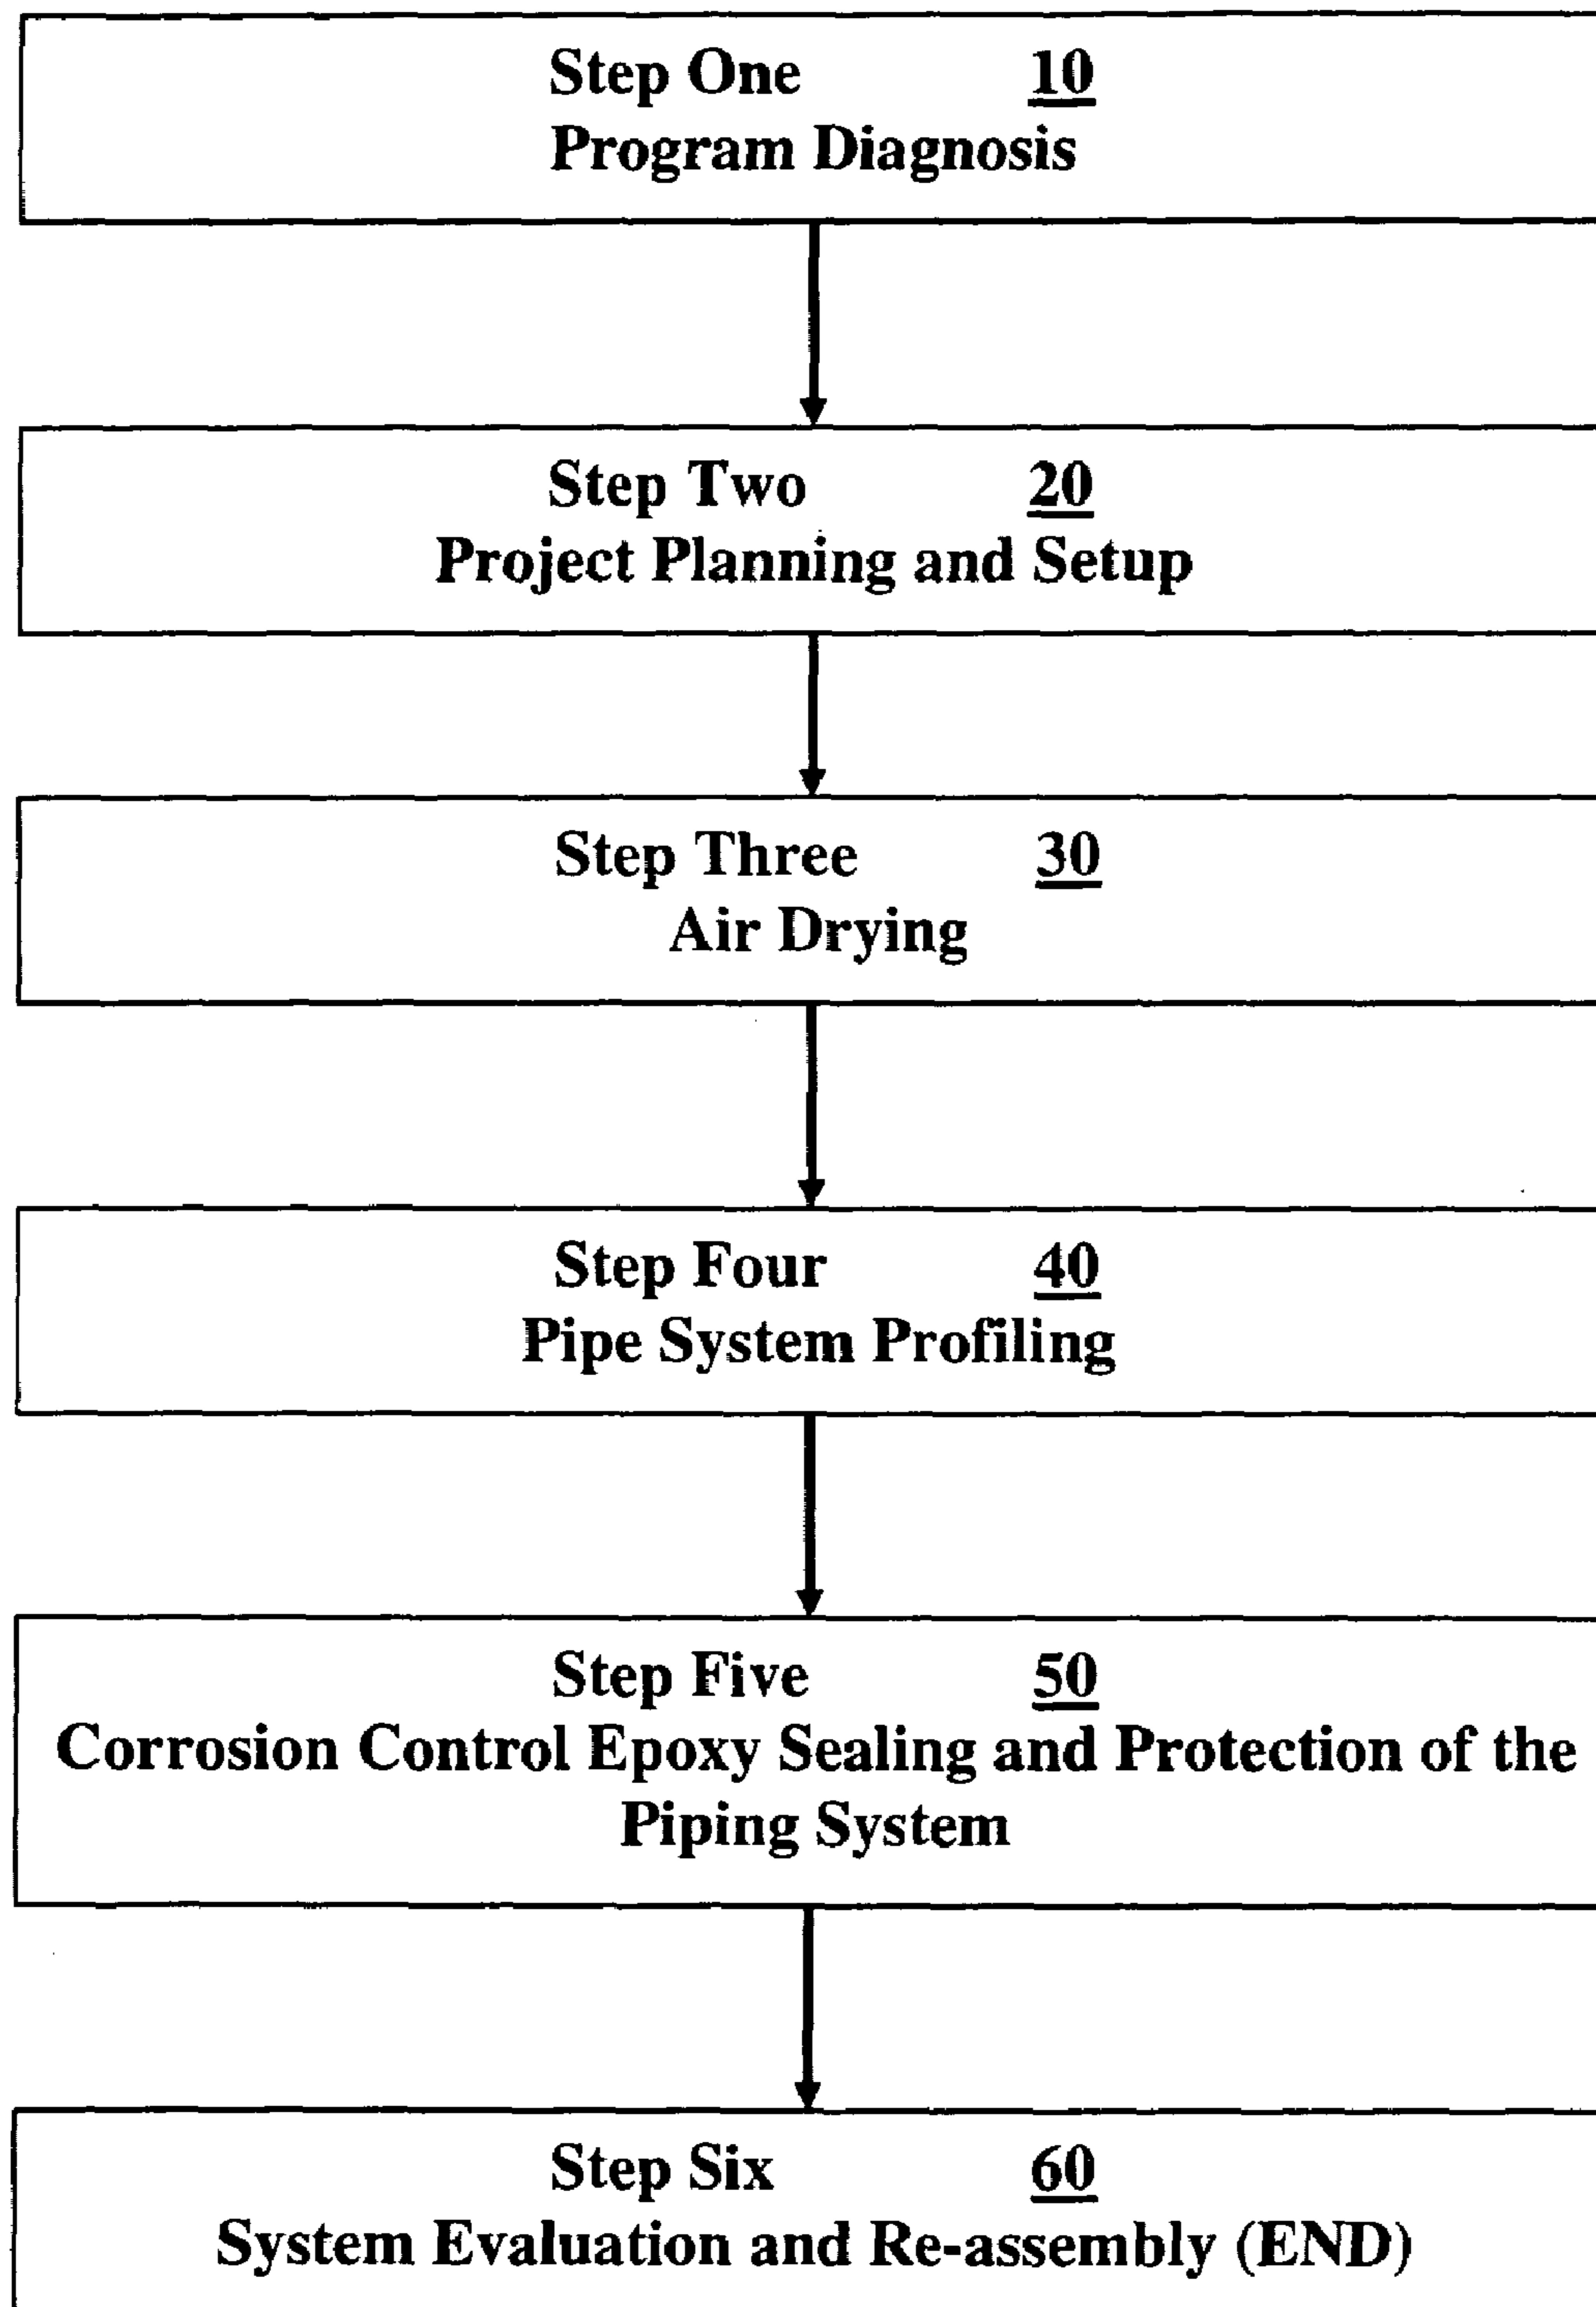 Step One 10
Program Diagnosis
Step Two 20
Project Planning and Setup
Step Three 30
Air Drying
Step Four 40
Pipe System Profiling
Step Five 50
Corrosion Control Epoxy Sealing and Protection of the
Piping System
Step Six 60
System Evaluation and Re-assembly (END)